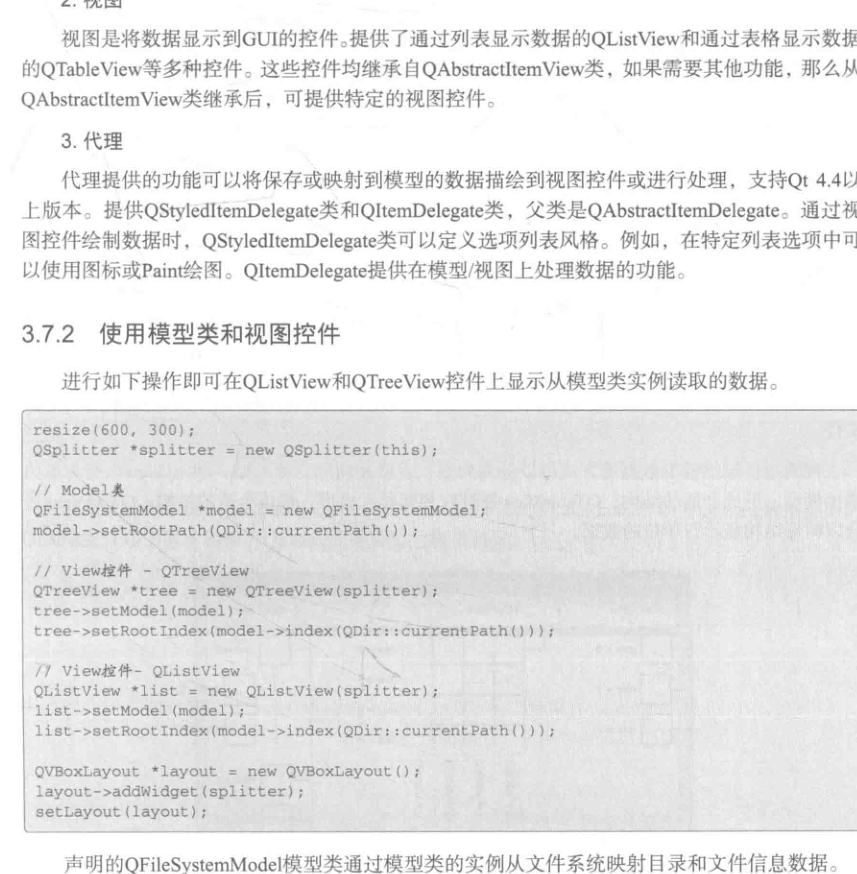 2. 视图
视图是将数据显示到GUI的控件。提供了通过列表显示数据的QListView和通过表格显示数据
的QTableView等多种控件。这些控件均继承自QAbstractItemView类，如果需要其他功能，那么从
QAbstractItemView类继承后，可提供特定的视图控件。
3. 代理
代理提供的功能可以将保存或映射到模型的数据描绘到视图控件或进行处理，支持Qt 4.4以
上版本。提供QStyledItemDelegate类和QItemDelegate类，父类是QAbstractItemDelegate。通过视
图控件绘制数据时，QStyledItemDelegate类可以定义选项列表风格。例如，在特定列表选项中可
以使用图标或Paint绘图。QItemDelegate提供在模型/视图上处理数据的功能。
3.7.2 使用模型类和视图控件
进行如下操作即可在QListView和QTreeView控件上显示从模型类实例读取的数据。
resize(600, 300);
QSplitter *splitter = new QSplitter(this);
// Model类
QFileSystemModel *model = new QFileSystemModel;
model->setRootPath(QDir::currentPath());
// View控件 - QTreeView
QTreeView *tree = new QTreeView(splitter);
tree->setModel(model);
tree->setRootIndex(model->index(QDir::currentPath()));
// View控件- QListView
QListView *list = new QListView(splitter);
list->setModel(model);
list->setRootIndex(model->index(QDir::currentPath()));
QVBoxLayout *layout = new QVBoxLayout();
layout->addWidget(splitter);
setLayout(layout);
声明的QFileSystemModel模型类通过模型类的实例从文件系统映射目录和文件信息数据。